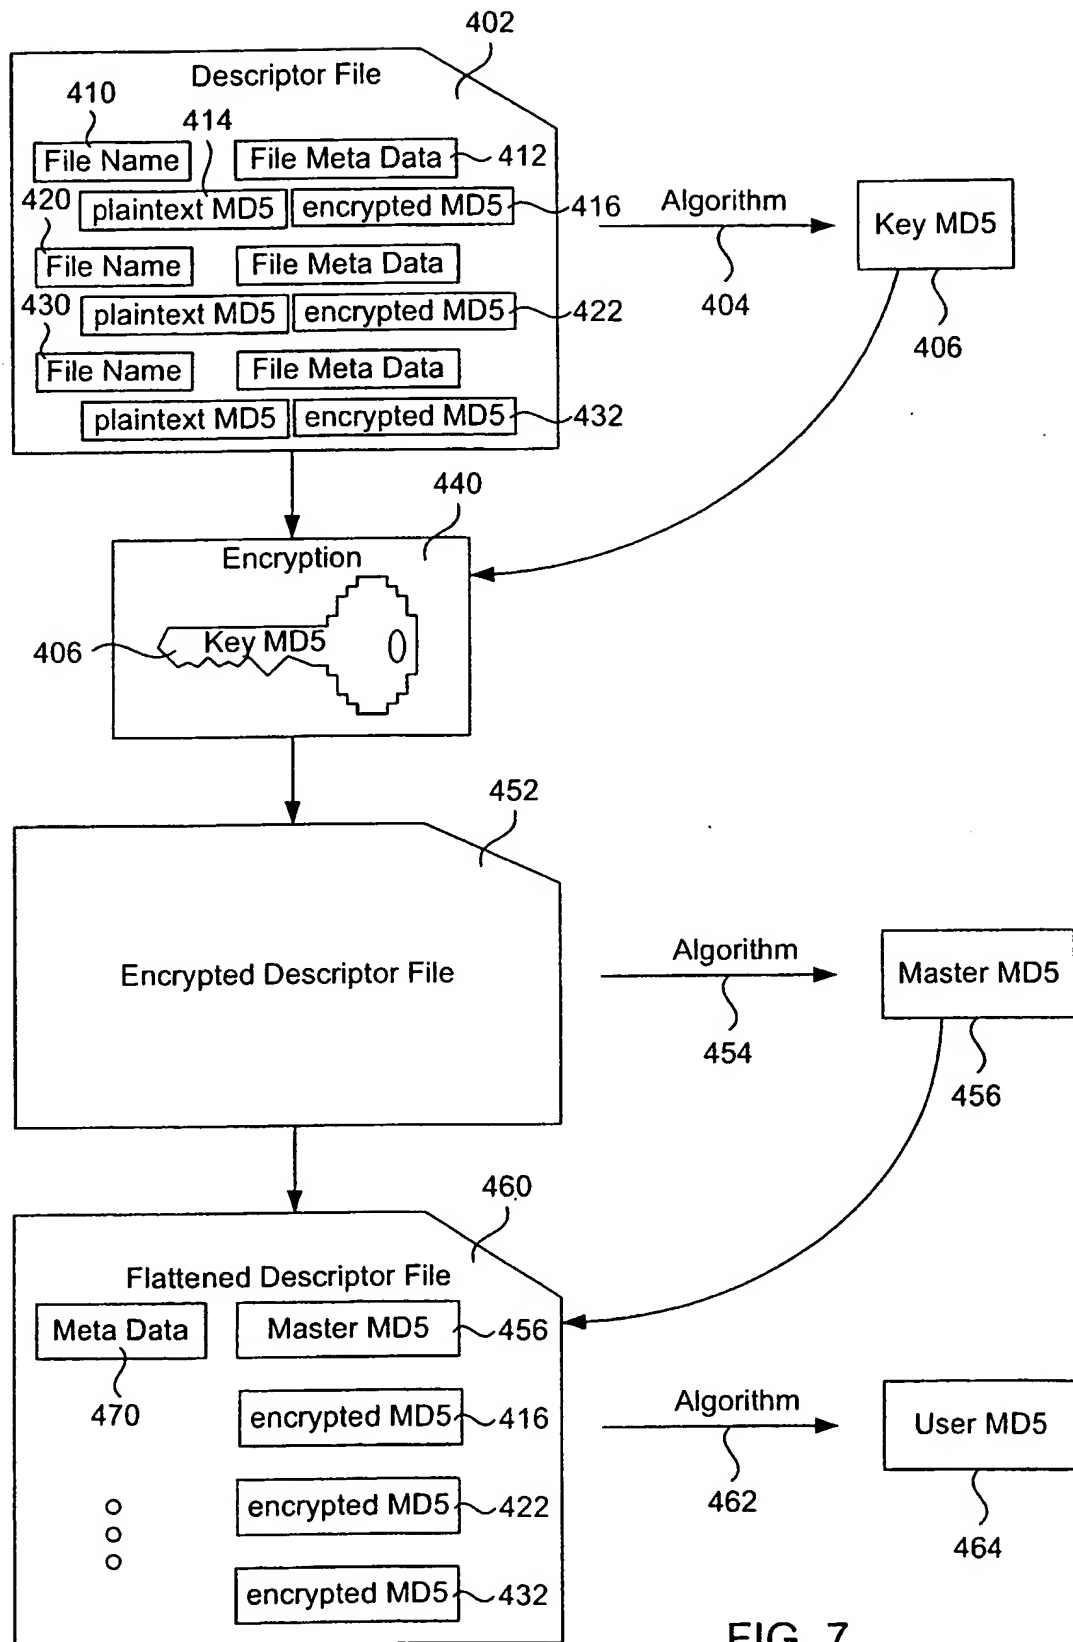 402
Descriptor File
410
414
File Name
File Meta Data
412
420
plaintext MD5
encrypted MD5
416
Algorithm
Key MD5
File Name
File Meta Data
404
430
plaintext MD5
encrypted MD5
422
406
File Name
File Meta Data
plaintext MD5
encrypted MD5
432
440
Encryption
Key MD5
406
452
Encrypted Descriptor File
Algorithm
Master MD5
454
456
460
Flattened Descriptor File
Meta Data
Master MD5
456
470
encrypted MD5
416
Algorithm
User MD5
462
encrypted MD5
422
464
encrypted MD5
432
FIG. 7